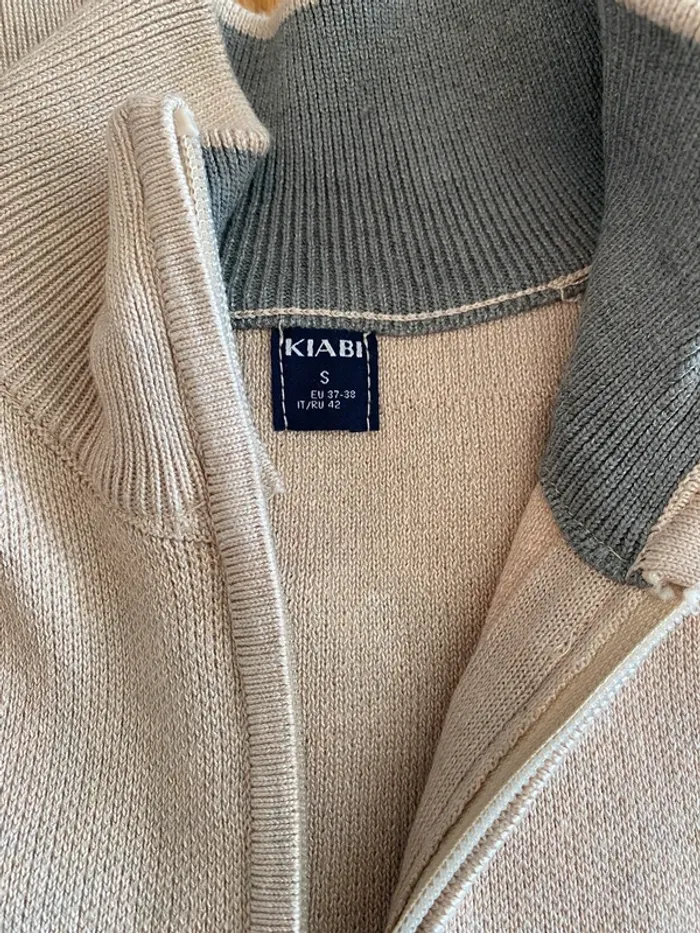 KIABI
S
EU 37-38
IT/RU 42